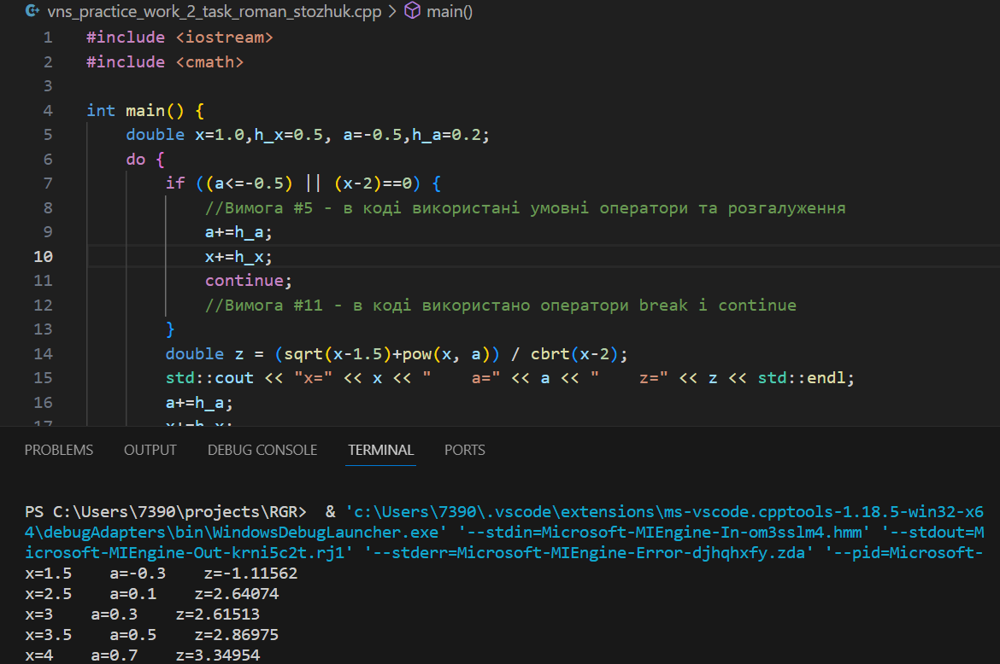 vns_practice_work_2_task_roman_stozhuk.cpp > main()
1 #include <iostream>
2 #include <cmath>
3
4 int main() {
5     double x=1.0,h_x=0.5, a=-0.5,h_a=0.2;
6     do {
7         if ((a<=-0.5) || (x-2)==0) {
8             //Вимога #5 - в коді використані умовні оператори та розгалуження
9             a+=h_a;
10             x+=h_x;
11             continue;
12             //Вимога #11 - в коді використано оператори break і continue
13         }
14         double z = (sqrt(x-1.5)+pow(x, a)) / cbrt(x-2);
15         std::cout << "x=" << x << "    a=" << a << "    z=" << z << std::endl;
16         a+=h_a;
17         x+=h_x;
PROBLEMS OUTPUT DEBUG CONSOLE TERMINAL PORTS
PS C:\Users\7390\projects\RGR>  & 'c:\Users\7390\.vscode\extensions\ms-vscode.cpptools-1.18.5-win32-x6
4\debugAdapters\bin\WindowsDebugLauncher.exe' '--stdin=Microsoft-MIEngine-In-om3sslm4.hmm' '--stdout=M
icrosoft-MIEngine-Out-krni5c2t.rj1' '--stderr=Microsoft-MIEngine-Error-djhqhxfy.zda' '--pid=Microsoft-
x=1.5    a=-0.3    z=-1.11562
x=2.5    a=0.1    z=2.64074
x=3    a=0.3    z=2.61513
x=3.5    a=0.5    z=2.86975
x=4    a=0.7    z=3.34954